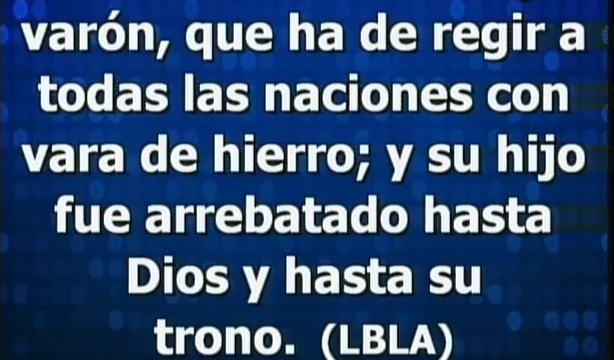 varón, que ha de regir a
todas las naciones con
vara de hierro; y su hijo
fue arrebatado hasta
Dios y hasta su
trono. (LBLA)